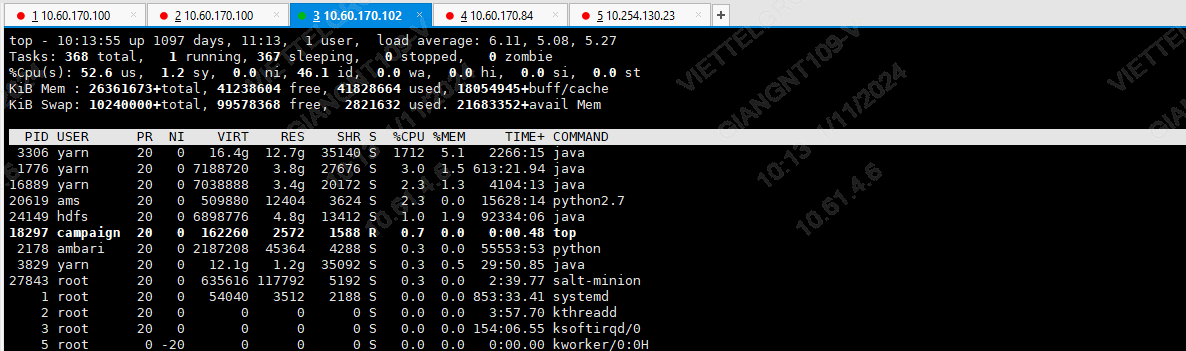 1 10.60.170.100 × 2 10.60.170.100 × 3 10.60.170.102 × 4 10.60.170.84 × 5 10.254.130.23 × +
top - 10:13:55 up 1097 days, 11:13,  1 user,  load average: 6.11, 5.08, 5.27
Tasks: 368 total,   1 running, 367 sleeping,   0 stopped,   0 zombie
%Cpu(s): 52.6 us,  1.2 sy,  0.0 ni, 46.1 id,  0.0 wa,  0.0 hi,  0.0 si,  0.0 st
KiB Mem : 26361673+total, 41238604 free, 41828664 used, 18054945+buff/cache
KiB Swap: 10240000+total, 99578368 free,  2821632 used. 21683352+avail Mem
PID USER      PR  NI    VIRT    RES    SHR S  %CPU %MEM     TIME+ COMMAND
3306 yarn      20   0   16.4g  12.7g  35140 S  1712  5.1   2266:15 java
1776 yarn      20   0 7188720   3.8g  27676 S   3.0  1.5 613:21.94 java
16889 yarn      20   0 7038888   3.4g  20172 S   2.3  1.3   4104:13 java
20619 ams       20   0  509880  12404   3624 S   2.3  0.0  15628:14 python2.7
24149 hdfs      20   0 6898776   4.8g  13412 S   1.0  1.9  92334:06 java
18297 campaign  20   0  162260   2572   1588 R   0.7  0.0   0:00.48 top
2178 ambari    20   0 2187208  45364   4288 S   0.3  0.0  55553:53 python
3829 yarn      20   0   12.1g   1.2g  35092 S   0.3  0.5  29:50.85 java
27843 root      20   0  635616 117792   5192 S   0.3  0.0   2:39.77 salt-minion
1 root      20   0   54040   3512   2188 S   0.0  0.0 853:33.41 systemd
2 root      20   0       0      0      0 S   0.0  0.0   3:57.70 kthreadd
3 root      20   0       0      0      0 S   0.0  0.0 154:06.55 ksoftirqd/0
5 root       0 -20       0      0      0 S   0.0  0.0   0:00.00 kworker/0:0H
GIANGNT109
10.61.4.6